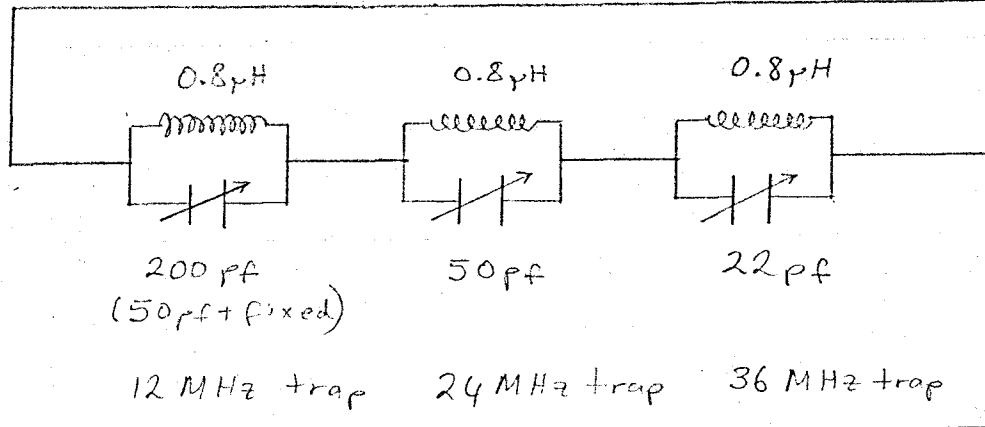 0.8μH 0.8μH 0.8μH
200 pf 50pf 22pf
(50pf + fixed)
12 MHz trap 24 MHz trap 36 MHz trap